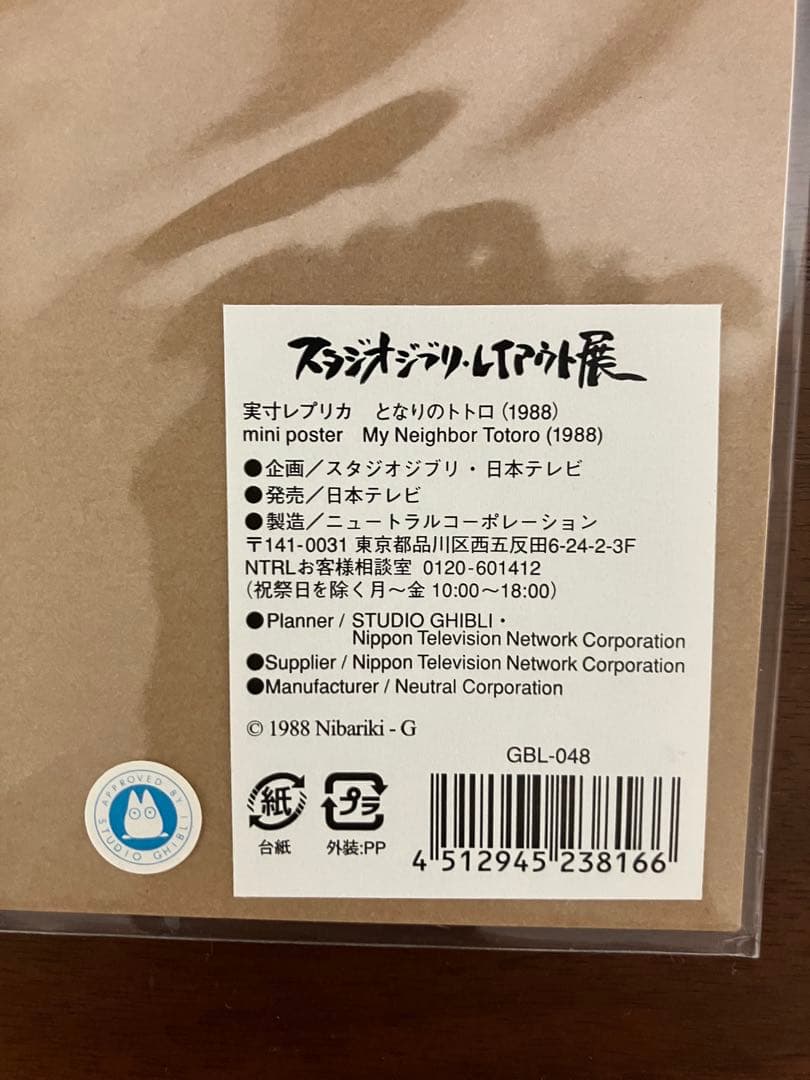 スタジオジブリ・レイアウト展
実寸レプリカ　となりのトトロ (1988)
mini poster　My Neighbor Totoro (1988)
●企画／スタジオジブリ・日本テレビ
●発売／日本テレビ
●製造／ニュートラルコーポレーション
〒141-0031 東京都品川区西五反田6-24-2-3F
NTRLお客様相談室 0120-601412
(祝祭日を除く月〜金 10:00〜18:00)
●Planner / STUDIO GHIBLI・
Nippon Television Network Corporation
●Supplier / Nippon Television Network Corporation
●Manufacturer / Neutral Corporation
© 1988 Nibariki - G
GBL-048
紙
プラ
台紙
外装:PP
4 512945 238166
APPROVED BY
STUDIO GHIBLI